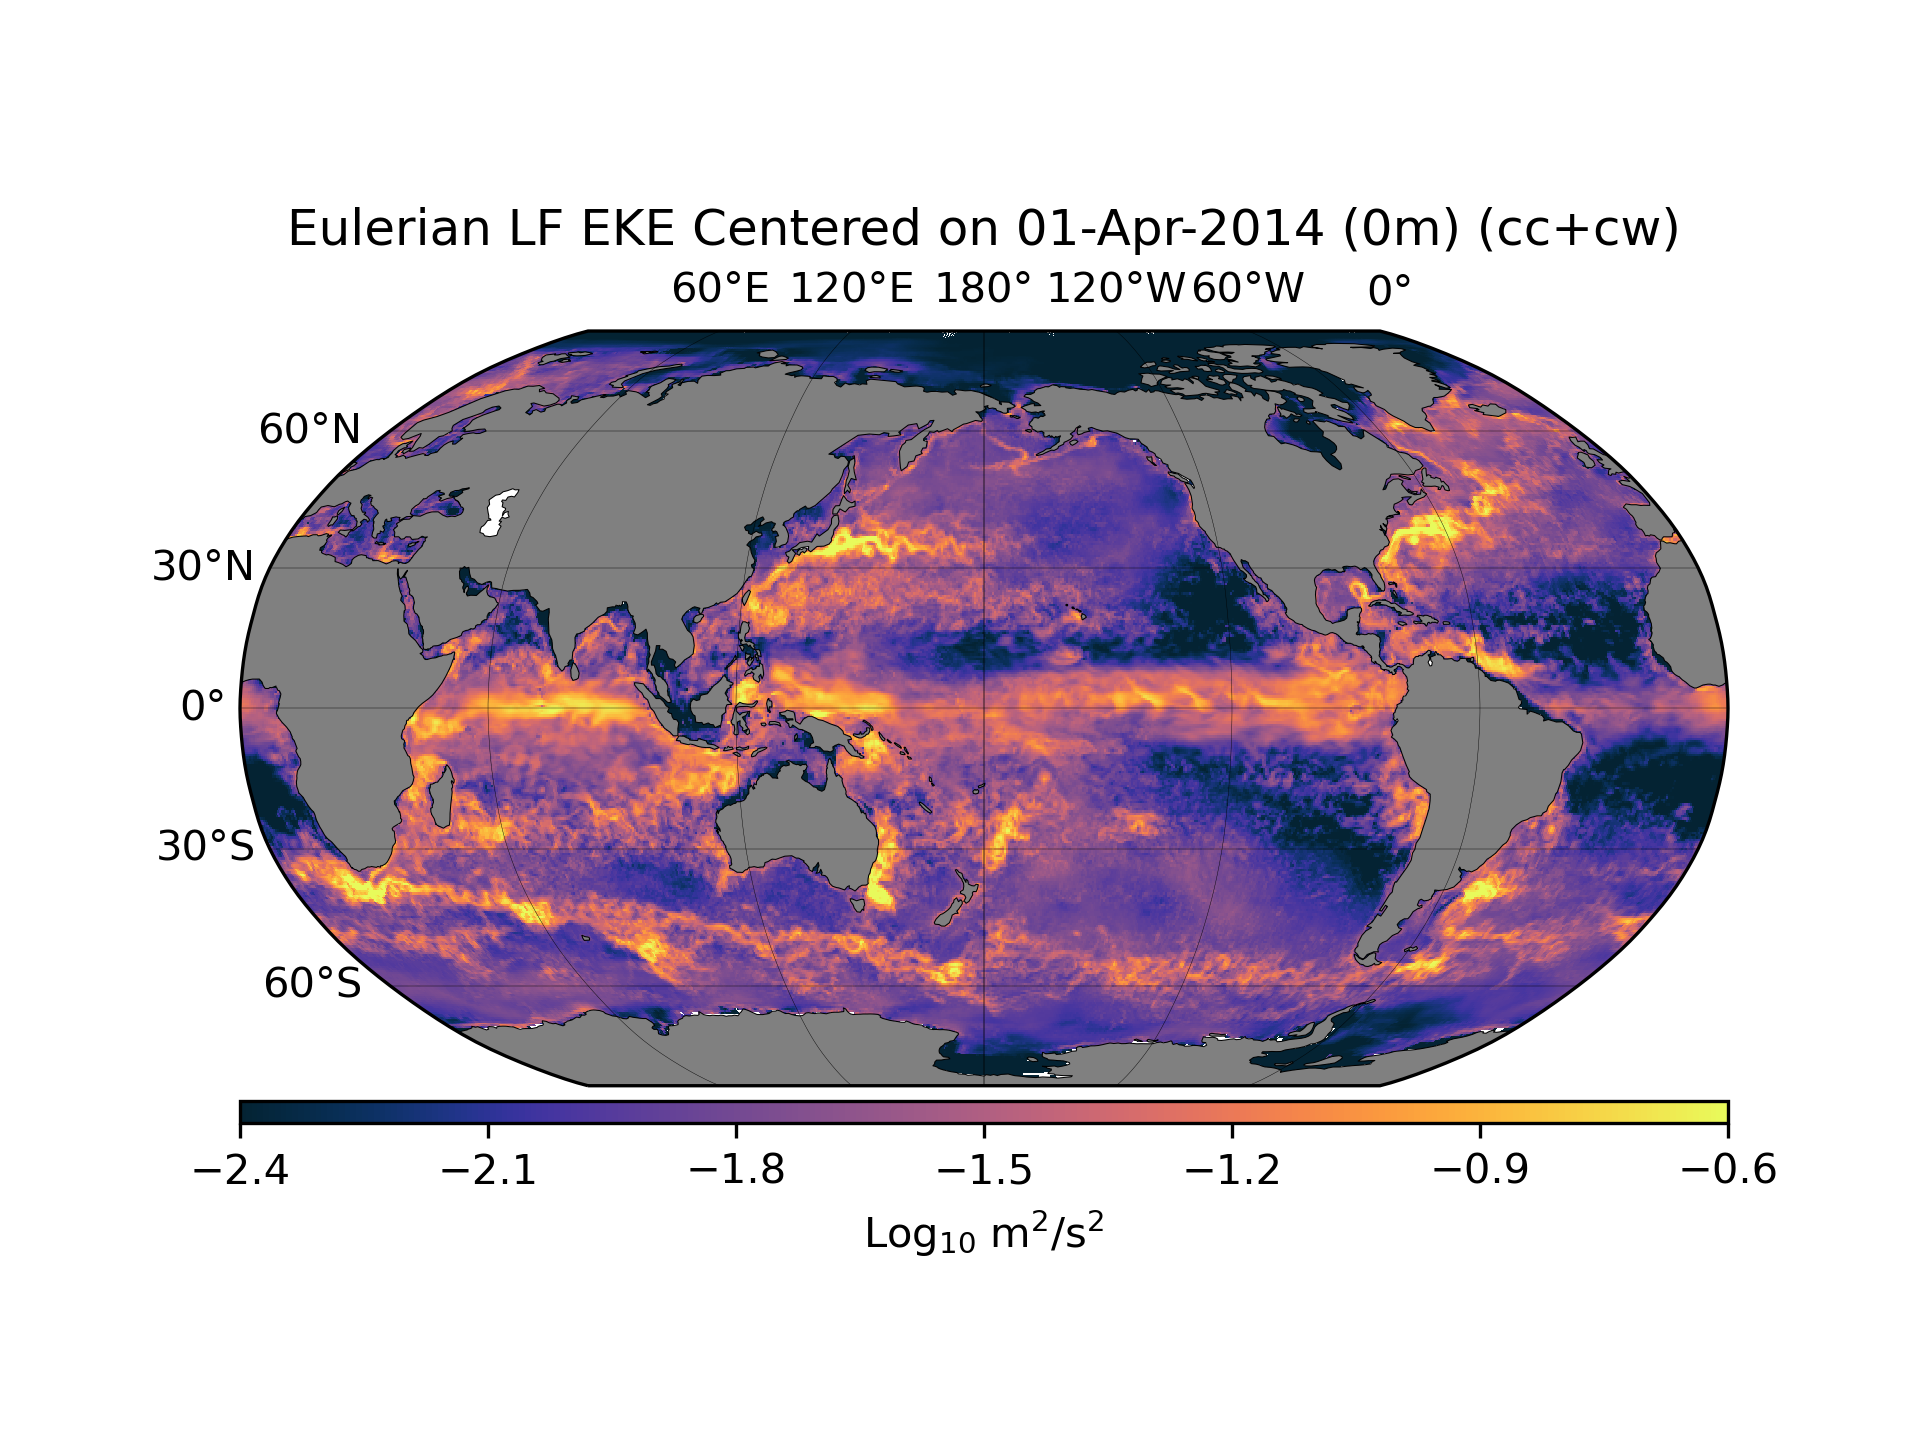 Eulerian LF EKE Centered on 01-Apr-2014 (0m) (cc+cw)
60°E 120°E 180° 120°W 60°W 0°
60°N
30°N
0°
30°S
60°S
−2.4 −2.1 −1.8 −1.5 −1.2 −0.9 −0.6
Log₁₀ m²/s²